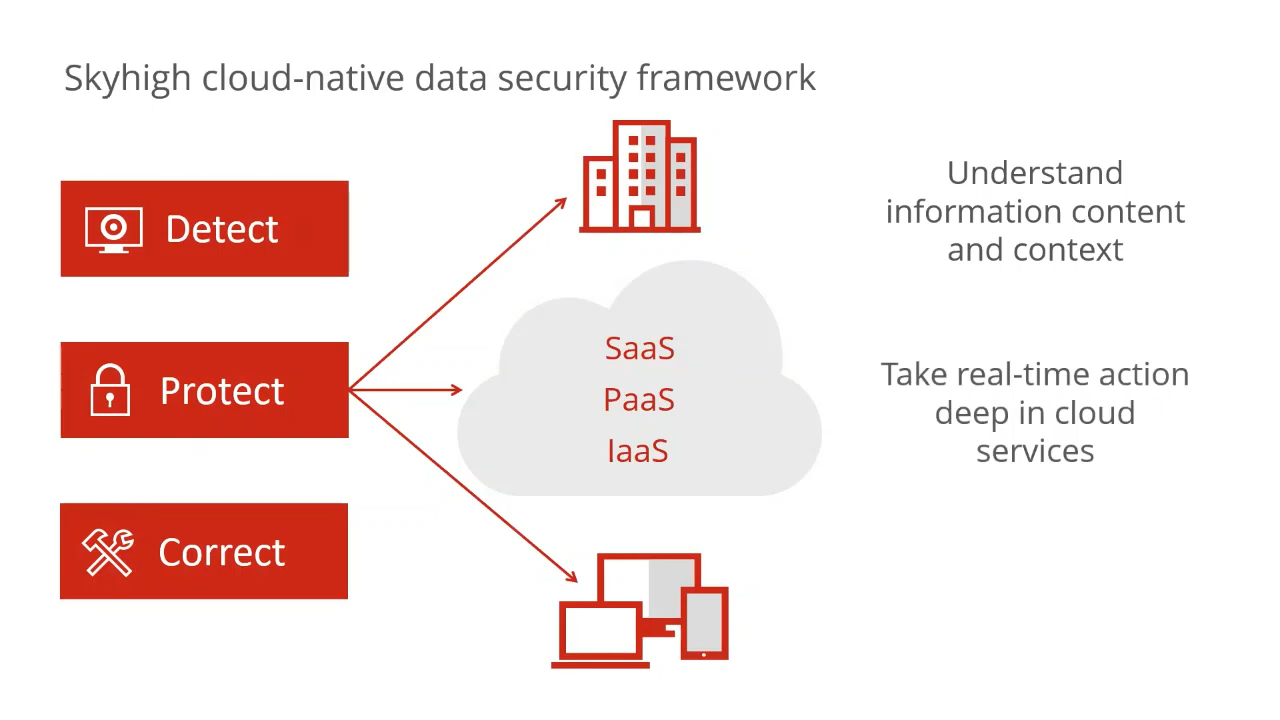 Skyhigh cloud-native data security framework
Detect
Protect
Correct
SaaS
PaaS
IaaS
Understand
information content
and context
Take real-time action
deep in cloud
services